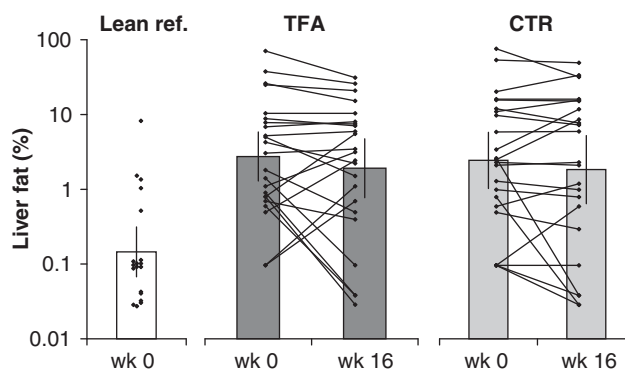 Lean ref. TFA CTR
Liver fat (%)
100
10
1
0.1
0.01
wk 0 wk 0 wk 16 wk 0 wk 16